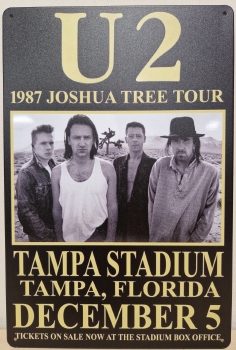 U2
1987 JOSHUA TREE TOUR
TAMPA STADIUM
TAMPA, FLORIDA
DECEMBER 5
TICKETS ON SALE NOW AT THE STADIUM BOX OFFICE